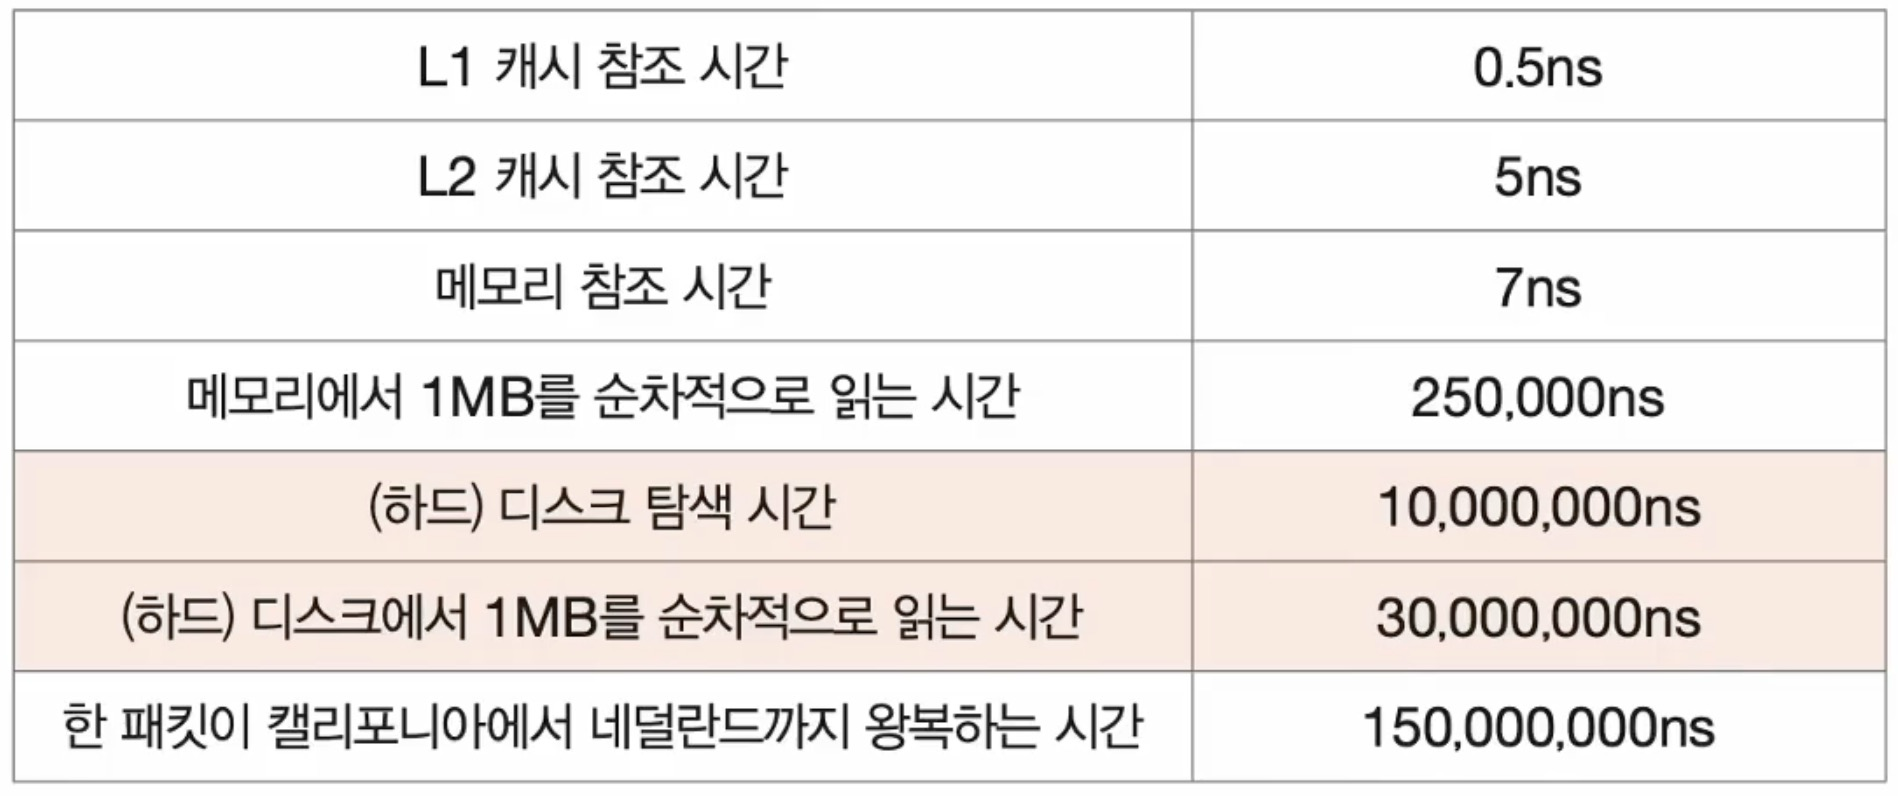 L1 캐시 참조 시간 0.5ns
L2 캐시 참조 시간 5ns
메모리 참조 시간 7ns
메모리에서 1MB를 순차적으로 읽는 시간 250,000ns
(하드) 디스크 탐색 시간 10,000,000ns
(하드) 디스크에서 1MB를 순차적으로 읽는 시간 30,000,000ns
한 패킷이 캘리포니아에서 네덜란드까지 왕복하는 시간 150,000,000ns